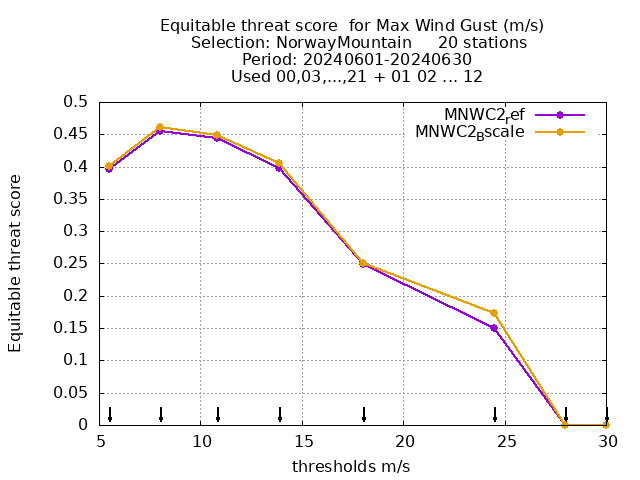 Equitable threat score  for Max Wind Gust (m/s)
Selection: NorwayMountain     20 stations
Period: 20240601-20240630
Used 00,03,...,21 + 01 02 ... 12
MNWC2ref
MNWC2Bscale
Equitable threat score
0.5
0.45
0.4
0.35
0.3
0.25
0.2
0.15
0.1
0.05
0
5 10 15 20 25 30
thresholds m/s